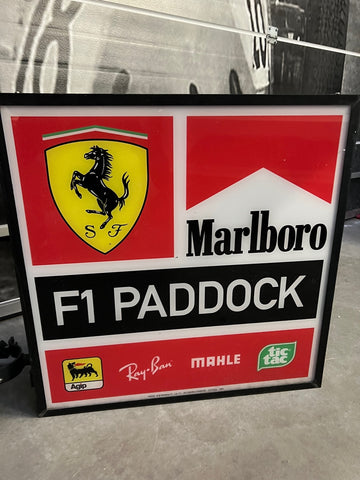 S F
Marlboro
F1 PADDOCK
Agip
Ray-Ban
MAHLE
tic
tac